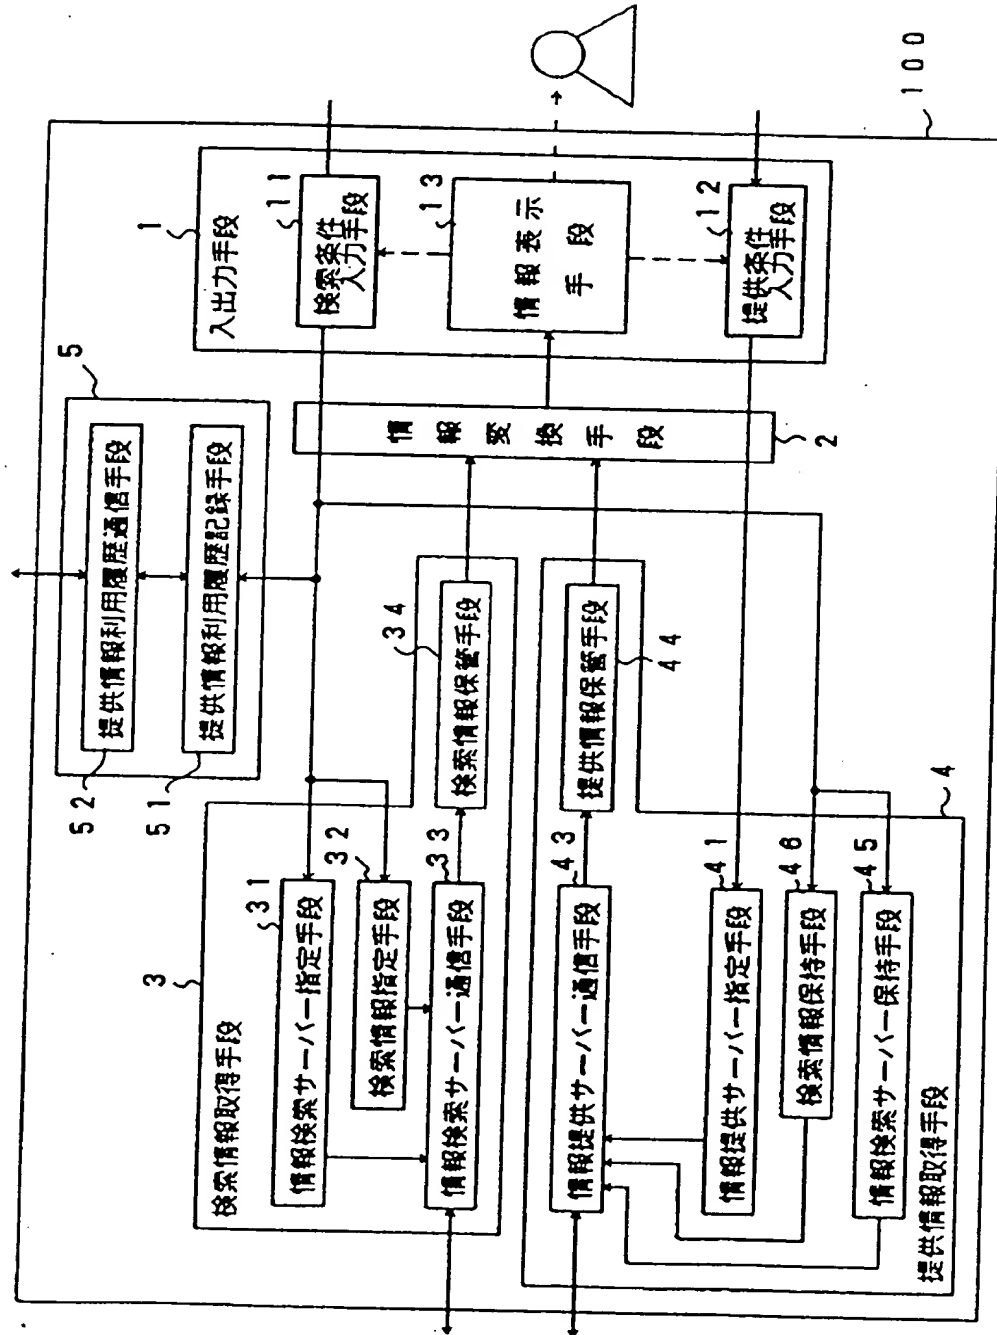 100
1
入出力手段
11
検索条件
入力手段
13
情報表示
手段
12
提供条件
入力手段
5
52
提供情報利用履歴通信手段
51
提供情報利用履歴記録手段
情報変換手段
2
3
検索情報取得手段
31
情報検索サーバー指定手段
32
検索情報指定手段
33
情報検索サーバー通信手段
34
検索情報保管手段
43
情報提供サーバー通信手段
44
提供情報保管手段
41
情報提供サーバー指定手段
46
検索情報保持手段
45
情報検索サーバー保持手段
4
提供情報取得手段